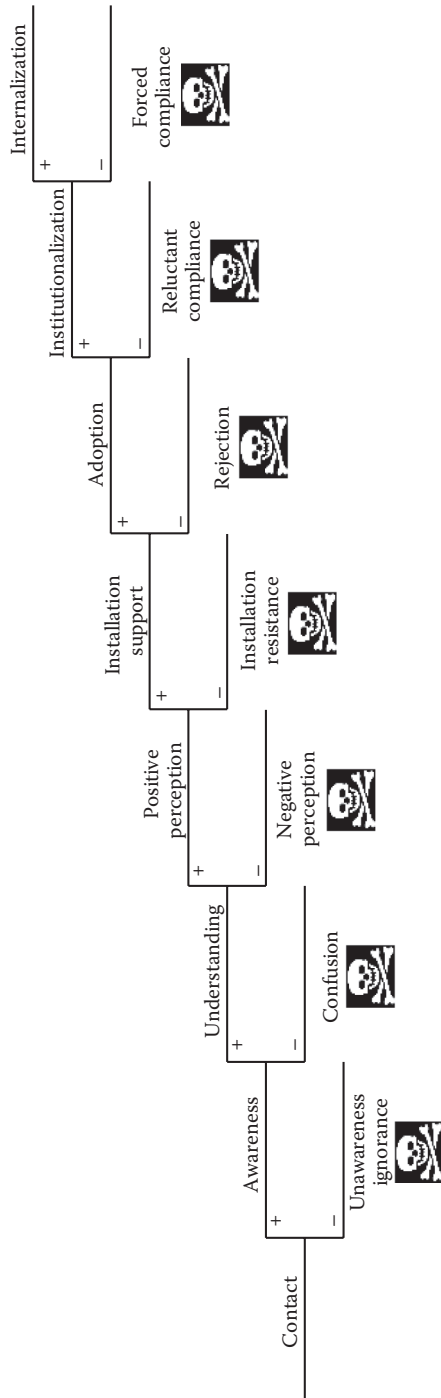 Contact
+
Awareness
−
Unawareness
ignorance
+
Understanding
−
Confusion
+
Positive
perception
−
Negative
perception
+
Installation
support
−
Installation
resistance
+
Adoption
−
Rejection
+
Institutionalization
−
Reluctant
compliance
+
Internalization
−
Forced
compliance